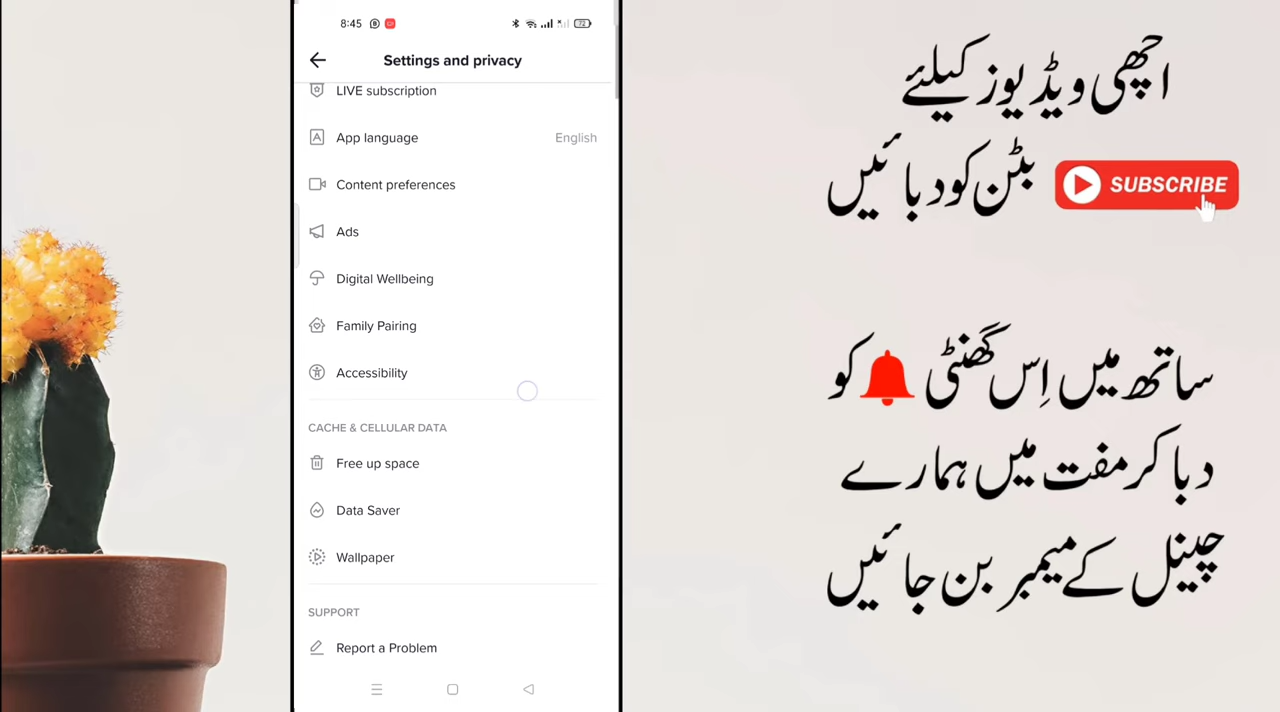 8:45
72
Settings and privacy
LIVE subscription
App language English
Content preferences
Ads
Digital Wellbeing
Family Pairing
Accessibility
CACHE & CELLULAR DATA
Free up space
Data Saver
Wallpaper
SUPPORT
Report a Problem
اچھی ویڈیوز کیلئے
SUBSCRIBE بٹن کو دبائیں
ساتھ میں اِس گھنٹی کو
دبا کر مفت میں ہمارے
چینل کے میمبر بن جائیں